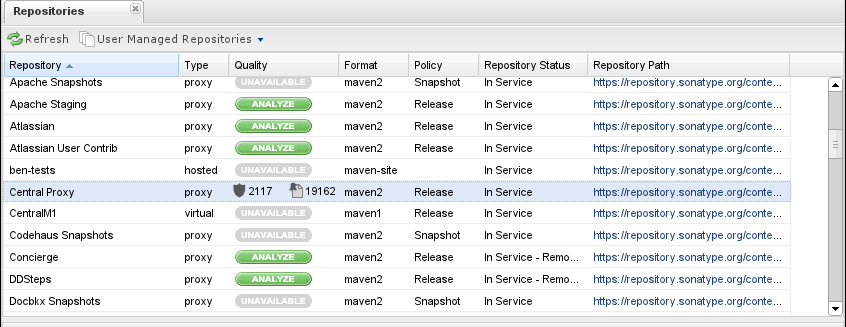 Repositories
Refresh User Managed Repositories
Repository Type Quality Format Policy Repository Status Repository Path
Apache Snapshots proxy UNAVAILABLE maven2 Snapshot In Service https://repository.sonatype.org/conte...
Apache Staging proxy ANALYZE maven2 Release In Service https://repository.sonatype.org/conte...
Atlassian proxy ANALYZE maven2 Release In Service https://repository.sonatype.org/conte...
Atlassian User Contrib proxy ANALYZE maven2 Release In Service https://repository.sonatype.org/conte...
ben-tests hosted UNAVAILABLE maven-site In Service https://repository.sonatype.org/conte...
Central Proxy proxy 2117 19162 maven2 Release In Service https://repository.sonatype.org/conte...
CentralM1 virtual UNAVAILABLE maven1 Release In Service https://repository.sonatype.org/conte...
Codehaus Snapshots proxy UNAVAILABLE maven2 Snapshot In Service https://repository.sonatype.org/conte...
Concierge proxy ANALYZE maven2 Release In Service - Remo... https://repository.sonatype.org/conte...
DDSteps proxy ANALYZE maven2 Release In Service - Remo... https://repository.sonatype.org/conte...
Docbkx Snapshots proxy UNAVAILABLE maven2 Snapshot In Service https://repository.sonatype.org/conte...